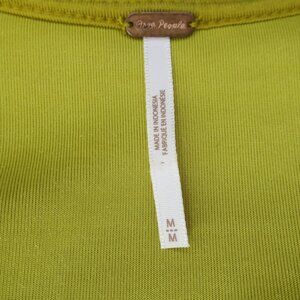 Free People
MADE IN INDONESIA
FABRIQUÉ EN INDONÉSIE
M
M